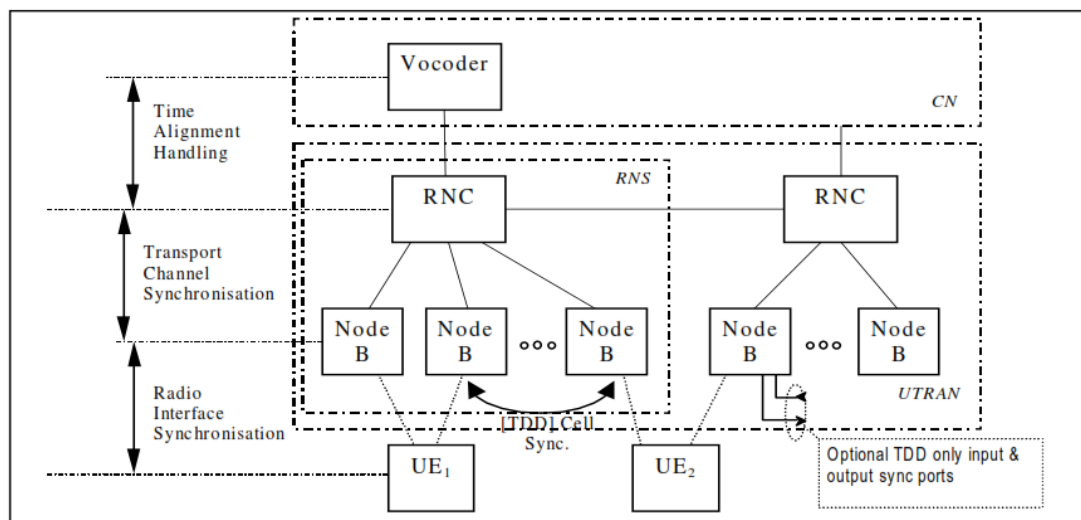 Vocoder
CN
Time
Alignment
Handling
RNS
RNC
RNC
Transport
Channel
Synchronisation
Node
B
Node
B
Node
B
Node
B
Node
B
UTRAN
Radio
Interface
Synchronisation
[TDD] Cell
Sync.
UE1
UE2
Optional TDD only input &
output sync ports